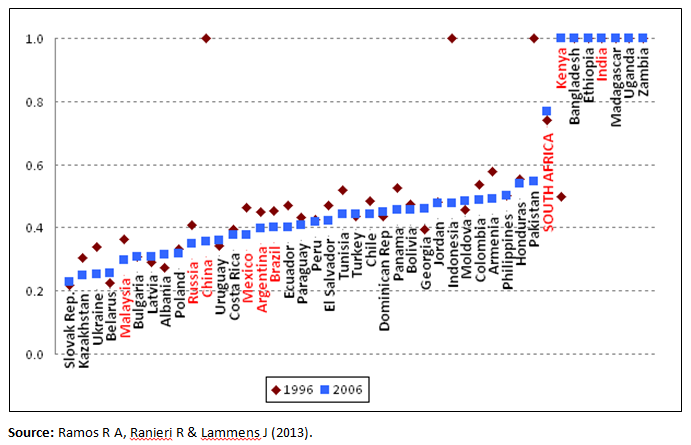 1.0
0.8
0.6
0.4
0.2
0.0
Slovak Rep.
Kazakhstan
Ukraine
Belarus
Malaysia
Bulgaria
Latvia
Albania
Poland
Russia
China
Uruguay
Costa Rica
Mexico
Argentina
Brazil
Ecuador
Paraguay
Peru
El Salvador
Tunisia
Turkey
Chile
Dominican Rep
Panama
Bolivia
Georgia
Jordan
Indonesia
Moldova
Colombia
Armenia
Philippines
Honduras
Pakistan
SOUTH AFRICA
Kenya
Bangladesh
Ethiopia
India
Madagascar
Uganda
Zambia
1996 2006
Source: Ramos R A, Ranieri R & Lammens J (2013).